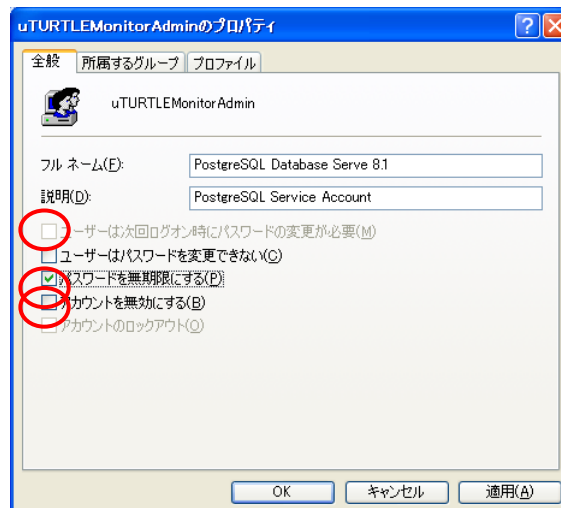 uTURTLEMonitorAdminのプロパティ
全般 所属するグループ プロファイル
uTURTLEMonitorAdmin
フル ネーム(F): PostgreSQL Database Serve 8.1
説明(D): PostgreSQL Service Account
ユーザーは次回ログオン時にパスワードの変更が必要(M)
ユーザーはパスワードを変更できない(C)
パスワードを無期限にする(P)
アカウントを無効にする(B)
アカウントのロックアウト(O)
OK キャンセル 適用(A)